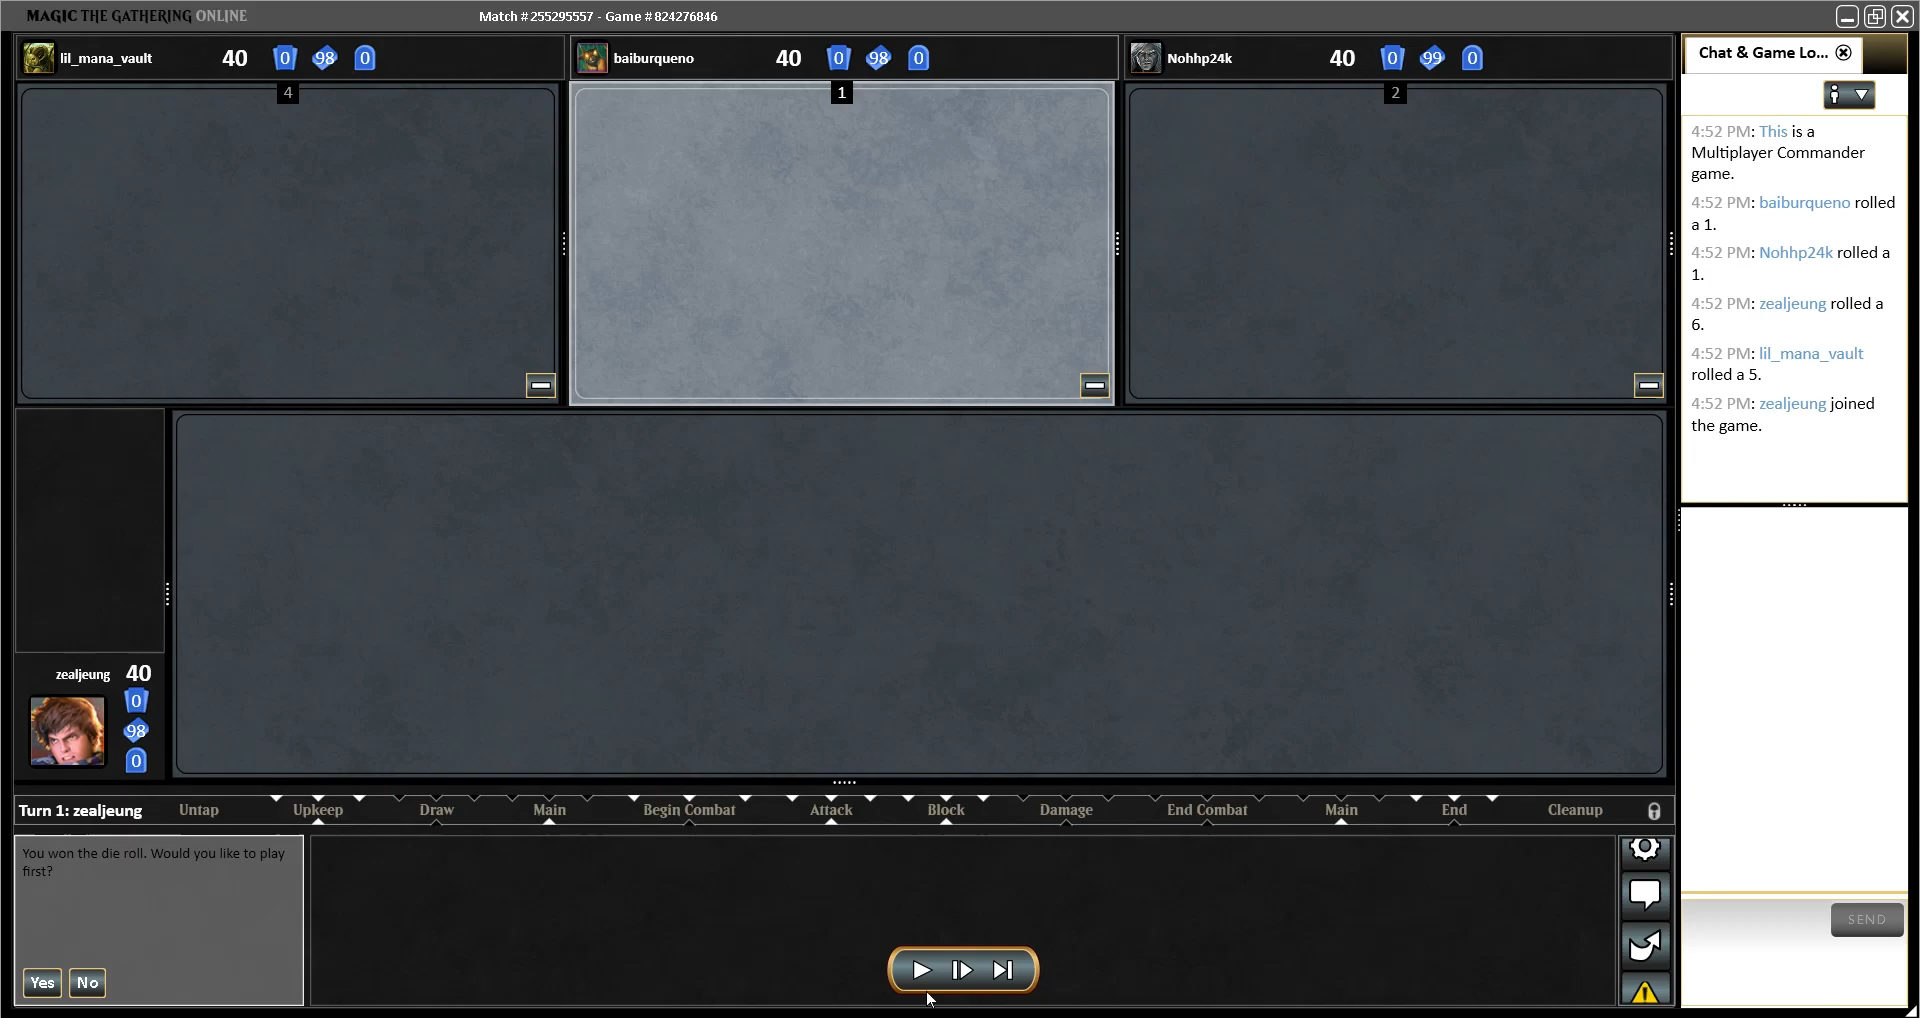 MAGIC THE GATHERING ONLINE
Match #255295557 - Game #824276846
lil_mana_vault 40 0 98 0
baiburqueno 40 0 98 0
Nohhp24k 40 0 99 0
4
1
2
Chat & Game Lo...
4:52 PM: This is a
Multiplayer Commander
game.
4:52 PM: baiburqueno rolled
a 1.
4:52 PM: Nohhp24k rolled a
1.
4:52 PM: zealjeung rolled a
6.
4:52 PM: lil_mana_vault
rolled a 5.
4:52 PM: zealjeung joined
the game.
zealjeung 40
0
98
0
Turn 1: zealjeung Untap Upkeep Draw Main Begin Combat Attack Block Damage End Combat Main End Cleanup
You won the die roll. Would you like to play
first?
Yes No
SEND